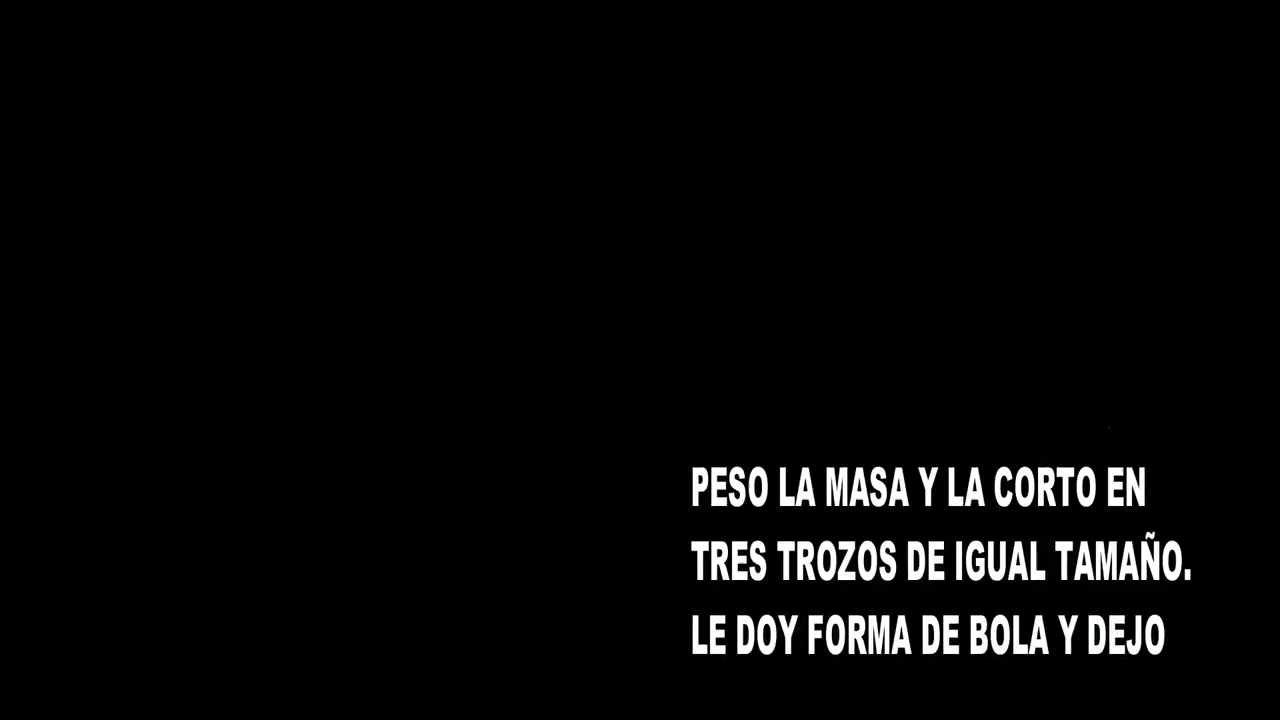 PESO LA MASA Y LA CORTO EN
TRES TROZOS DE IGUAL TAMAÑO.
LE DOY FORMA DE BOLA Y DEJO